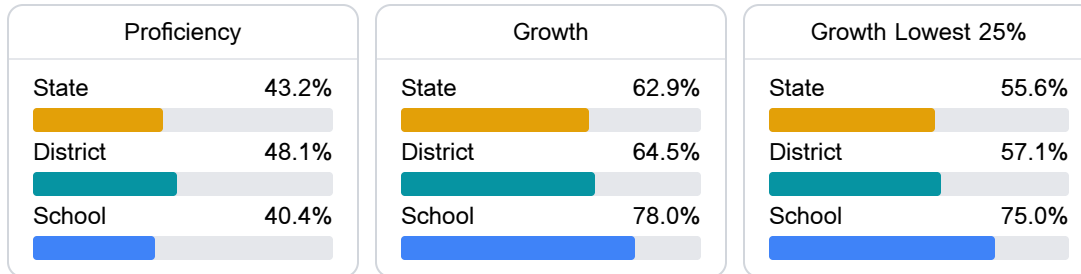 Proficiency
State 43.2%
District 48.1%
School 40.4%
Growth
State 62.9%
District 64.5%
School 78.0%
Growth Lowest 25%
State 55.6%
District 57.1%
School 75.0%